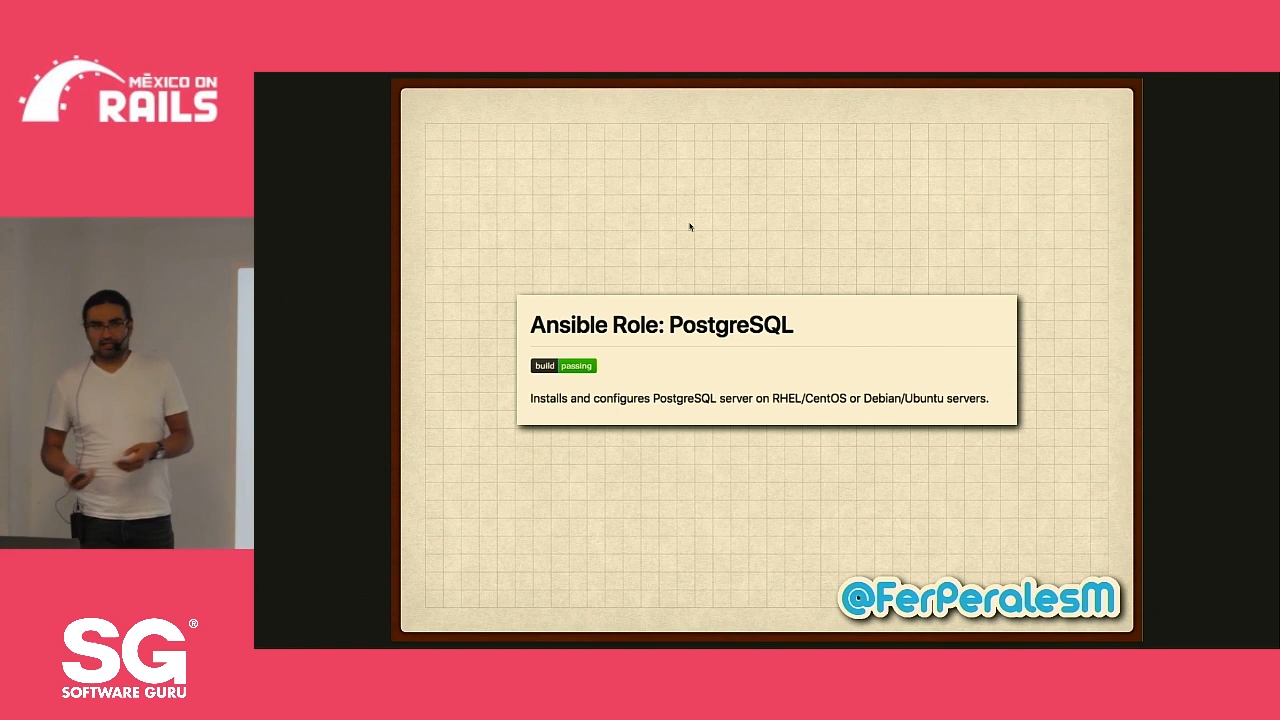 MĒXICO ON
RAILS
Ansible Role: PostgreSQL
build passing
Installs and configures PostgreSQL server on RHEL/CentOS or Debian/Ubuntu servers.
@FerPeralesM
SG®
SOFTWARE GURU